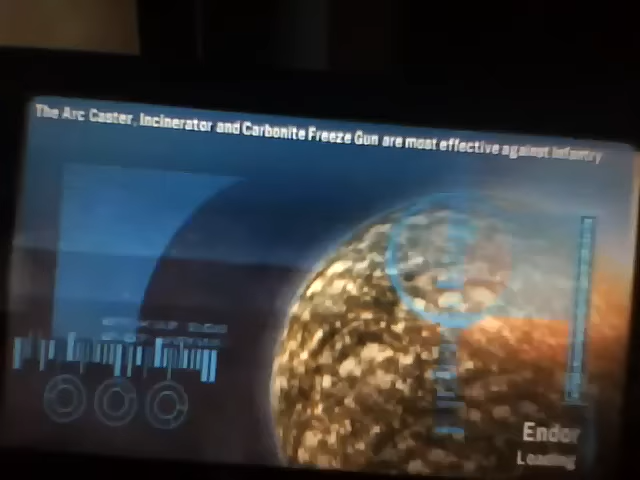 The Arc Caster, Incinerator and Carbonite Freeze Gun are most effective against Infantry
Endor
Loading